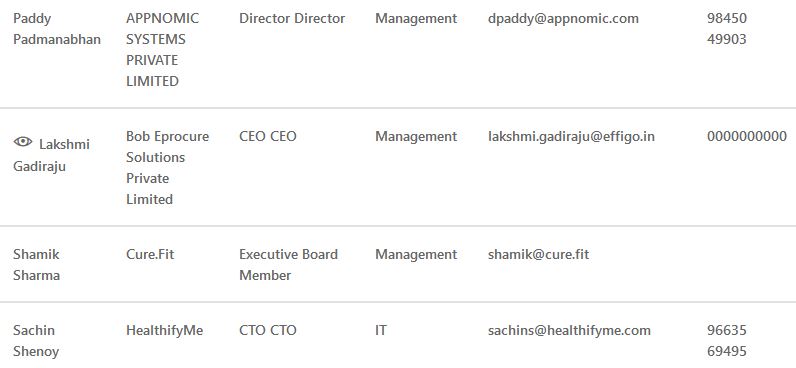 Paddy Padmanabhan APPNOMIC SYSTEMS PRIVATE LIMITED Director Director Management dpaddy@appnomic.com 98450 49903
Lakshmi Gadiraju Bob Eprocure Solutions Private Limited CEO CEO Management lakshmi.gadiraju@effigo.in 0000000000
Shamik Sharma Cure.Fit Executive Board Member Management shamik@cure.fit
Sachin Shenoy HealthifyMe CTO CTO IT sachins@healthifyme.com 96635 69495